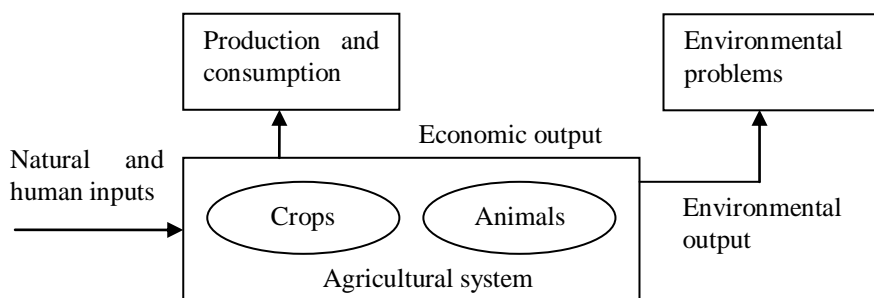 Production and
consumption
Environmental
problems
Economic output
Natural and
human inputs
Crops
Animals
Environmental
output
Agricultural system